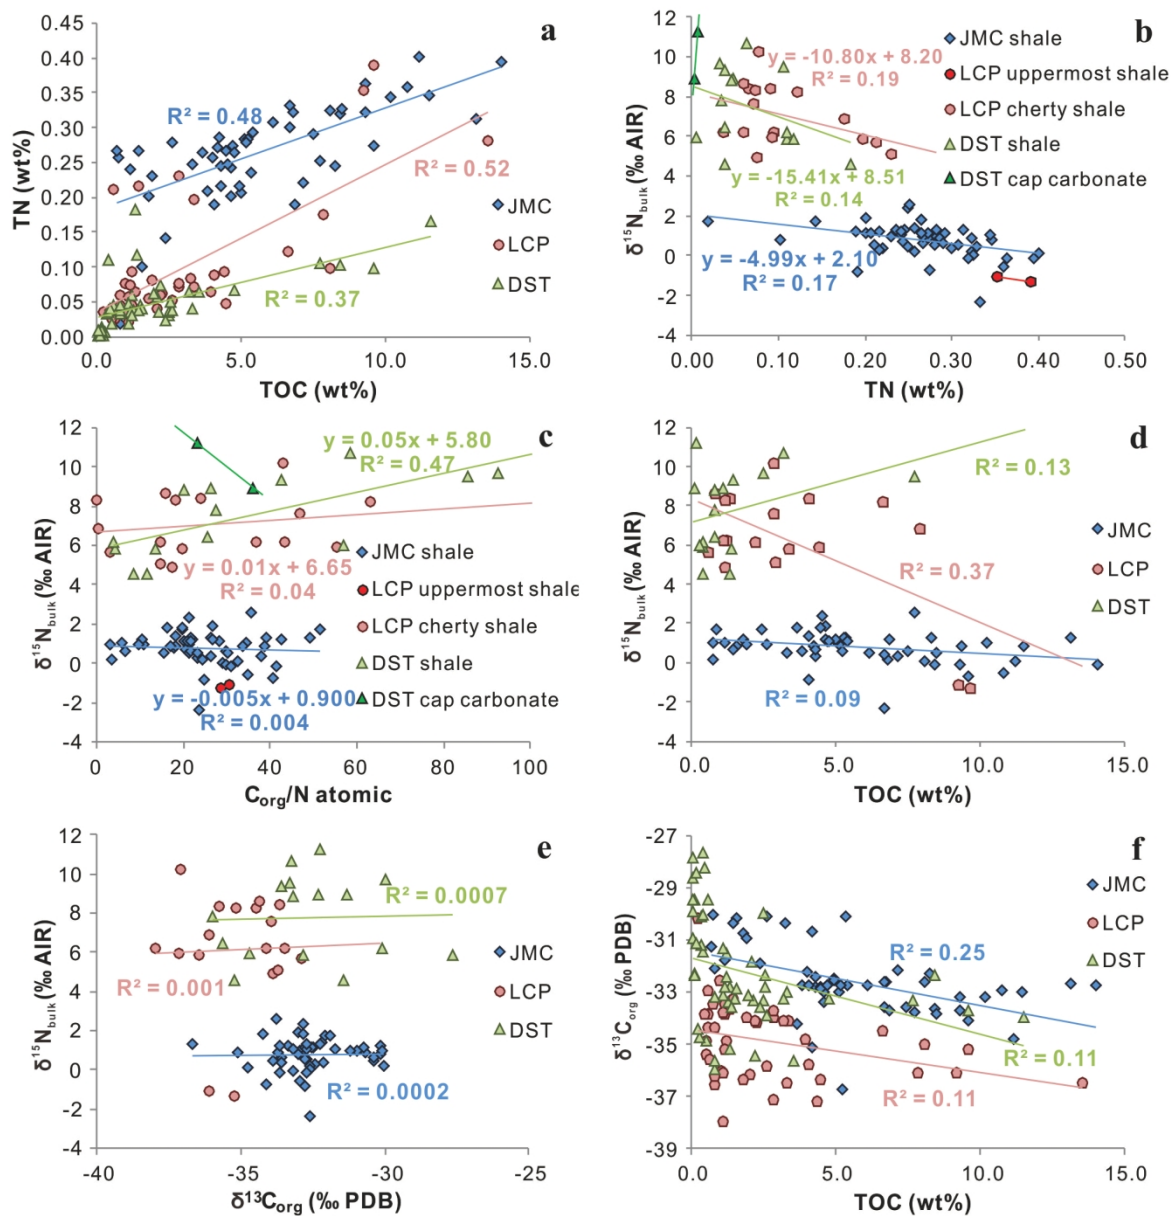 a
0.45
0.40
0.35
0.30
0.25
0.20
0.15
0.10
0.05
0.00
TN (wt%)
R² = 0.48
R² = 0.52
R² = 0.37
JMC
LCP
DST
0.0
5.0
10.0
15.0
TOC (wt%)
b
12
10
8
6
4
2
0
-2
-4
δ¹⁵N_bulk (‰ AIR)
y = -10.80x + 8.20
R² = 0.19
y = -15.41x + 8.51
R² = 0.14
y = -4.99x + 2.10
R² = 0.17
JMC shale
LCP uppermost shale
LCP cherty shale
DST shale
DST cap carbonate
0.00
0.10
0.20
0.30
0.40
0.50
TN (wt%)
c
12
10
8
6
4
2
0
-2
-4
δ¹⁵N_bulk (‰ AIR)
y = 0.05x + 5.80
R² = 0.47
y = 0.01x + 6.65
R² = 0.04
y = -0.005x + 0.900
R² = 0.004
JMC shale
LCP uppermost shale
LCP cherty shale
DST shale
DST cap carbonate
0
20
40
60
80
100
C_org/N atomic
d
12
10
8
6
4
2
0
-2
-4
δ¹⁵N_bulk (‰ AIR)
R² = 0.13
R² = 0.37
R² = 0.09
JMC
LCP
DST
0.0
5.0
10.0
15.0
TOC (wt%)
e
12
10
8
6
4
2
0
-2
-4
δ¹⁵N_bulk (‰ AIR)
R² = 0.0007
R² = 0.001
R² = 0.0002
JMC
LCP
DST
-40
-35
-30
-25
δ¹³C_org (‰ PDB)
f
-27
-29
-31
-33
-35
-37
-39
δ¹³C_org (‰ PDB)
R² = 0.25
R² = 0.11
R² = 0.11
JMC
LCP
DST
0.0
5.0
10.0
15.0
TOC (wt%)